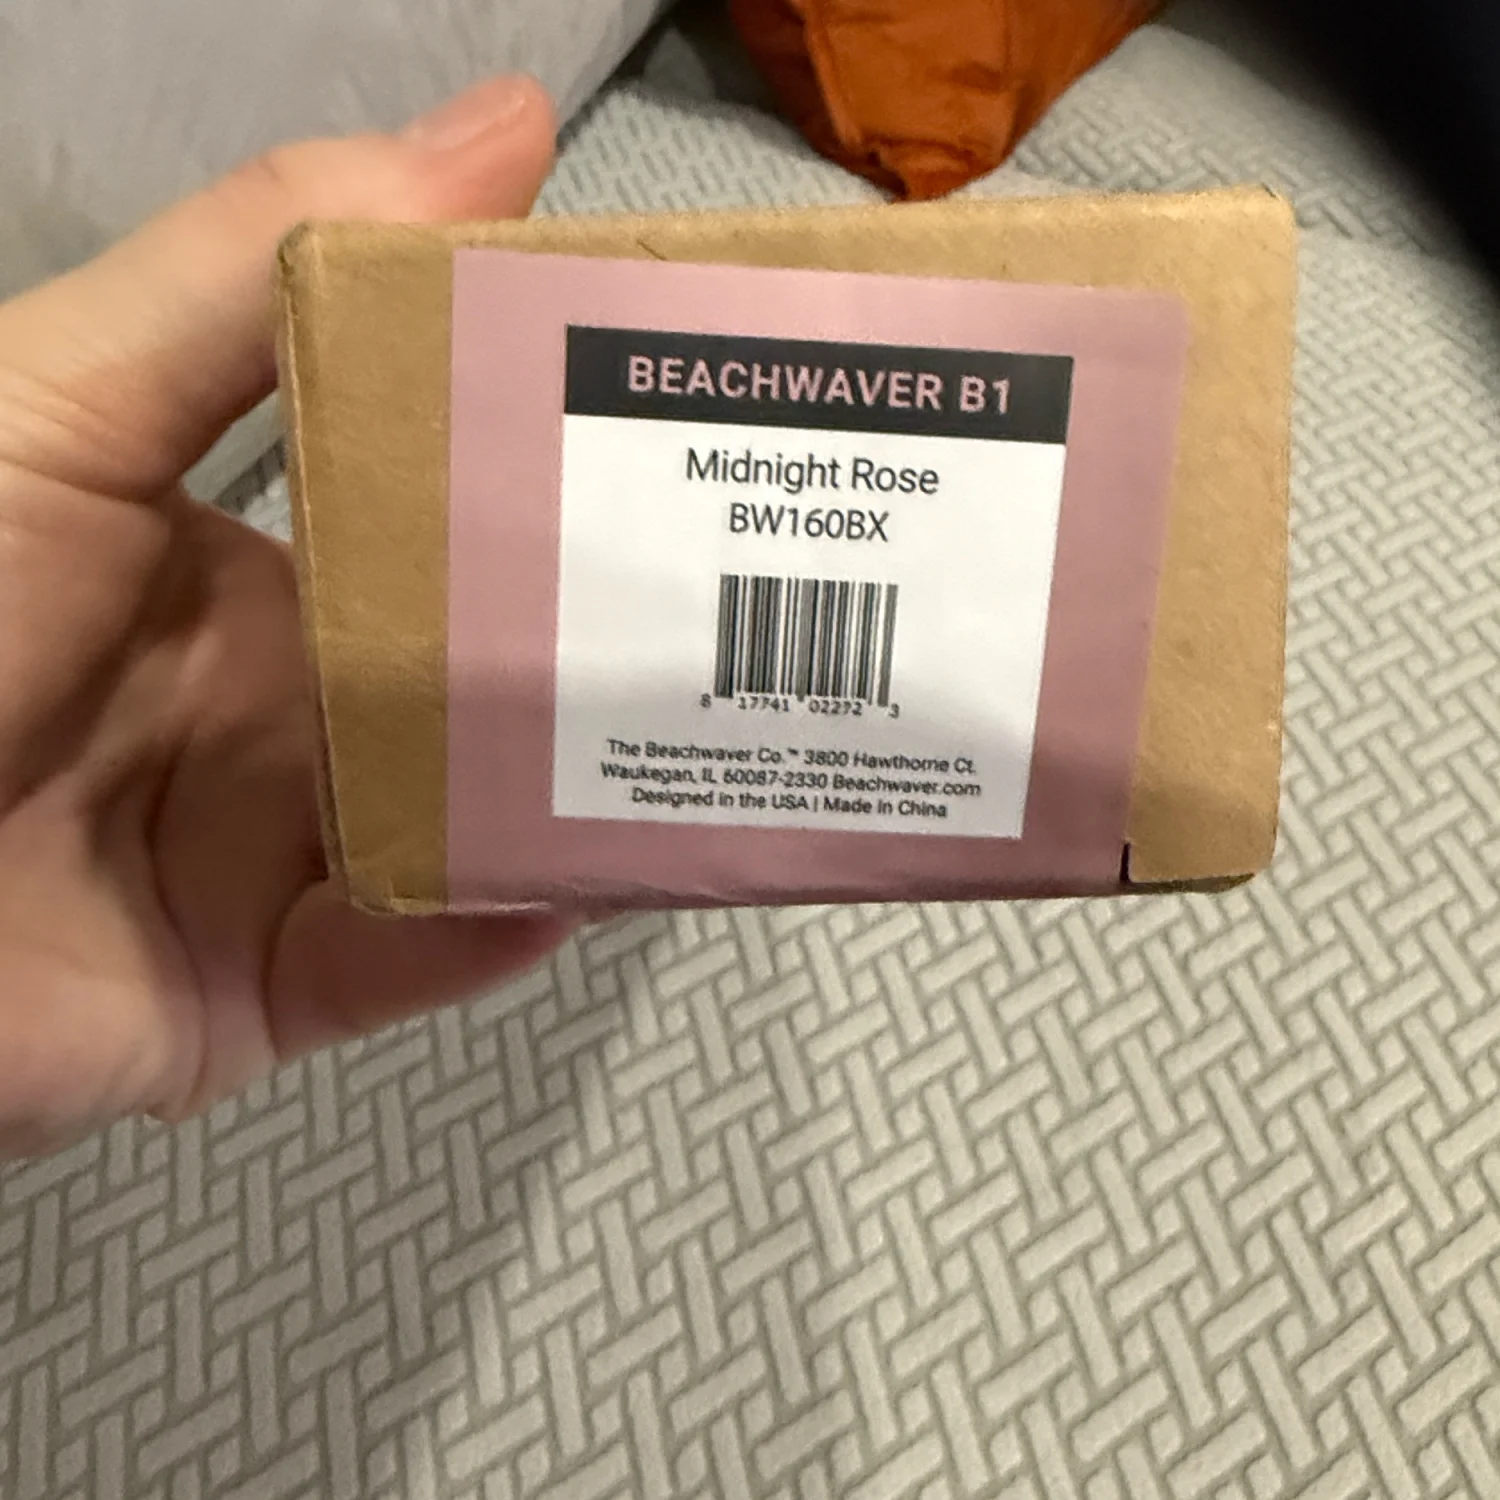 BEACHWAVER B1
Midnight Rose
BW160BX
8 17741 02272 3
The Beachwaver Co.™ 3800 Hawthorne Ct.
Waukegan, IL 60087-2330 Beachwaver.com
Designed in the USA | Made in China